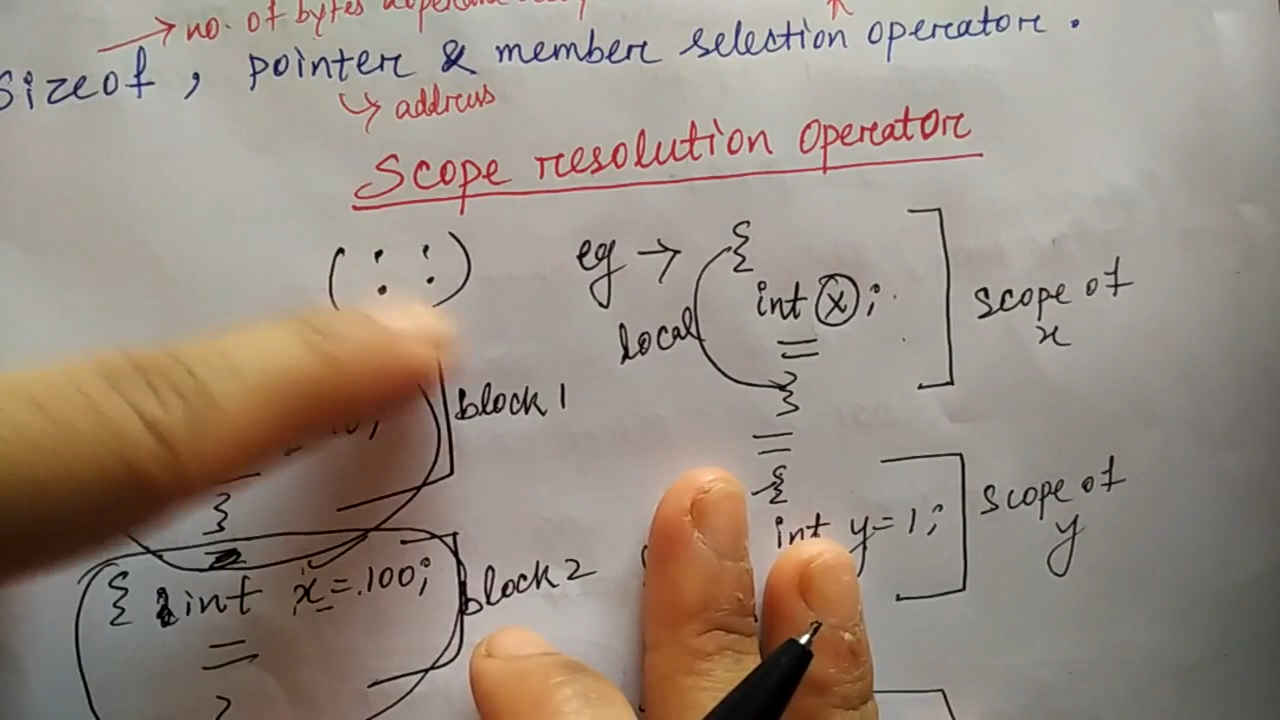 no. of bytes
sizeof, pointer & member selection operator.
address
Scope resolution operator
(::)
eg → {
int x;
local
=
}
scope of
x
block 1
}
=
{
int y=1;
scope of
y
}
{ int x=100;
=
block 2